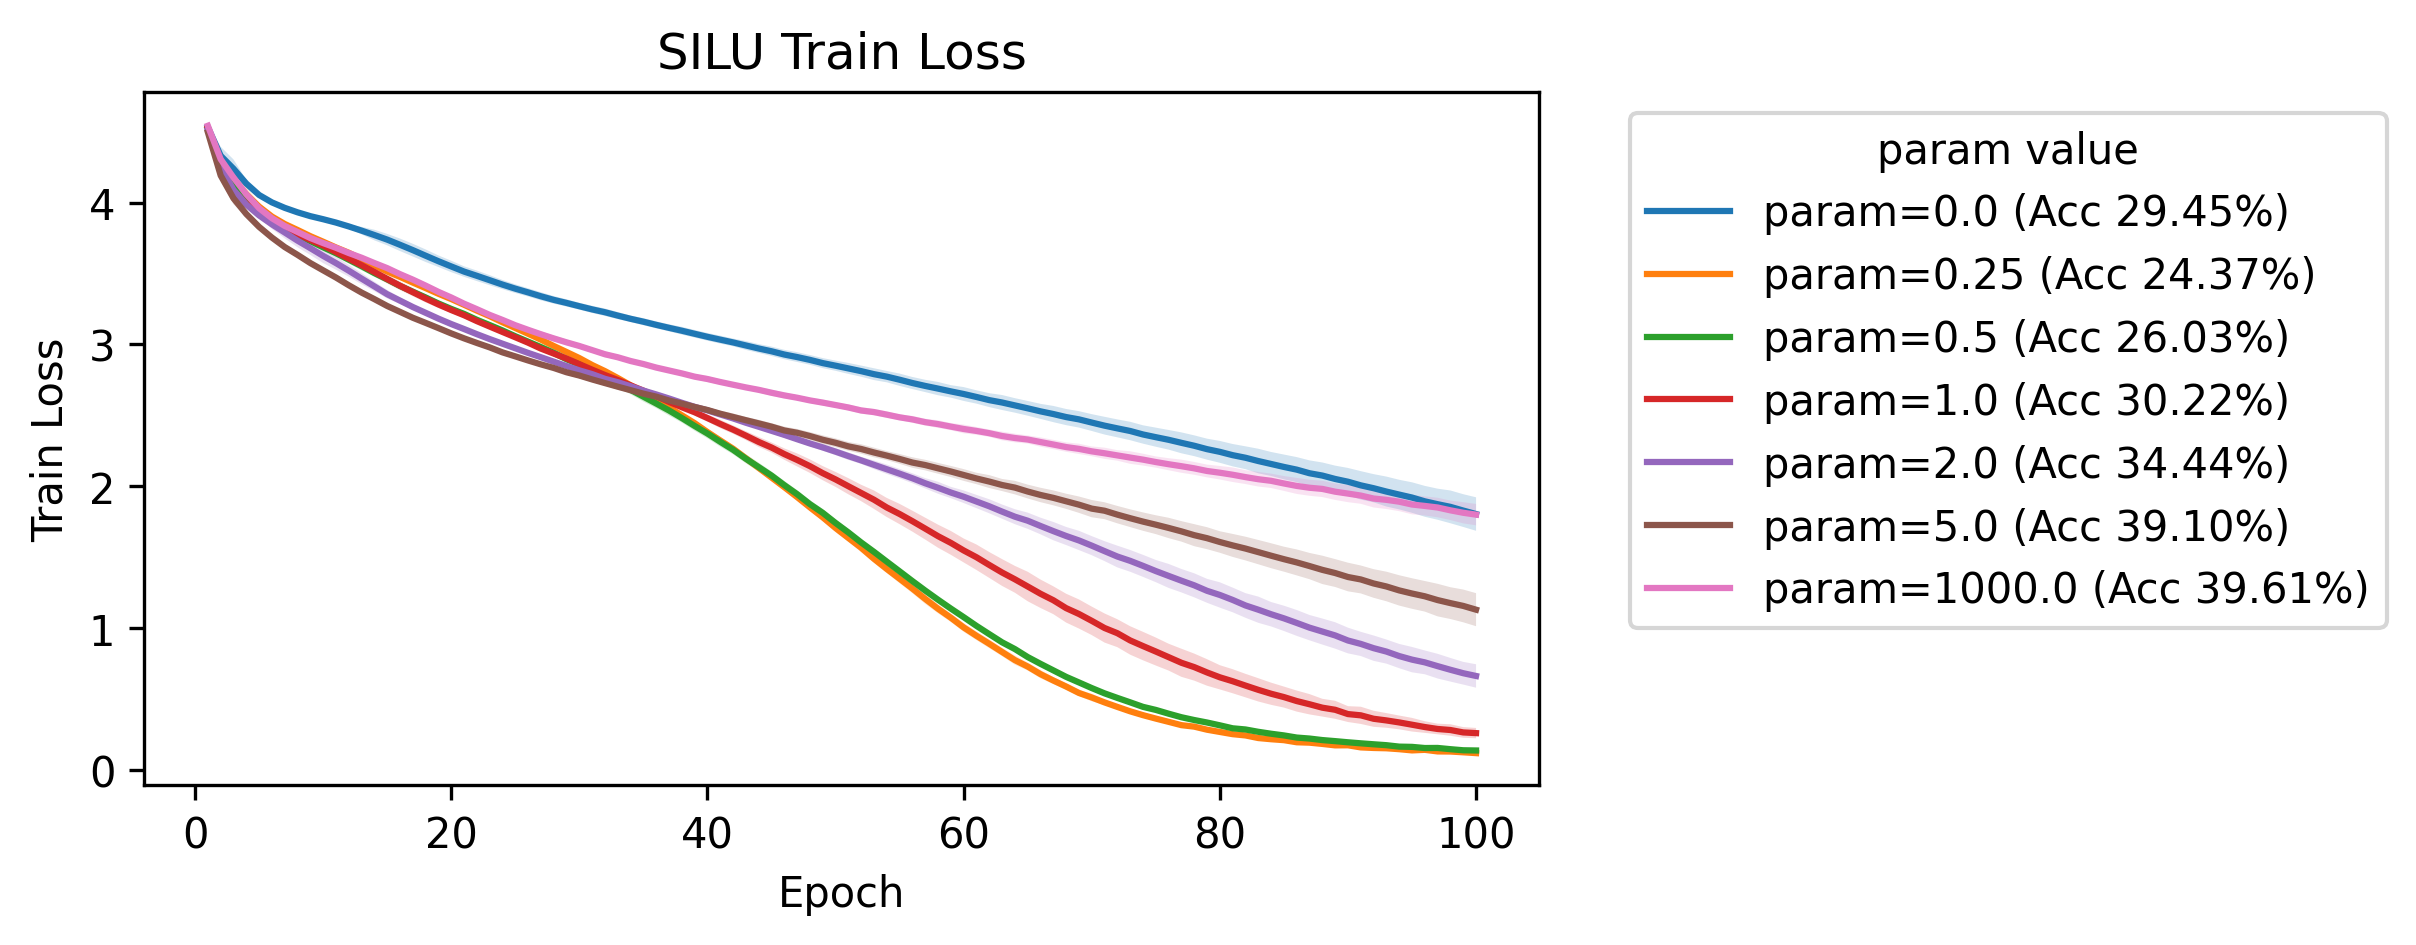 SILU Train Loss
Train Loss
4
3
2
1
0
0 20 40 60 80 100
Epoch
param value
param=0.0 (Acc 29.45%)
param=0.25 (Acc 24.37%)
param=0.5 (Acc 26.03%)
param=1.0 (Acc 30.22%)
param=2.0 (Acc 34.44%)
param=5.0 (Acc 39.10%)
param=1000.0 (Acc 39.61%)